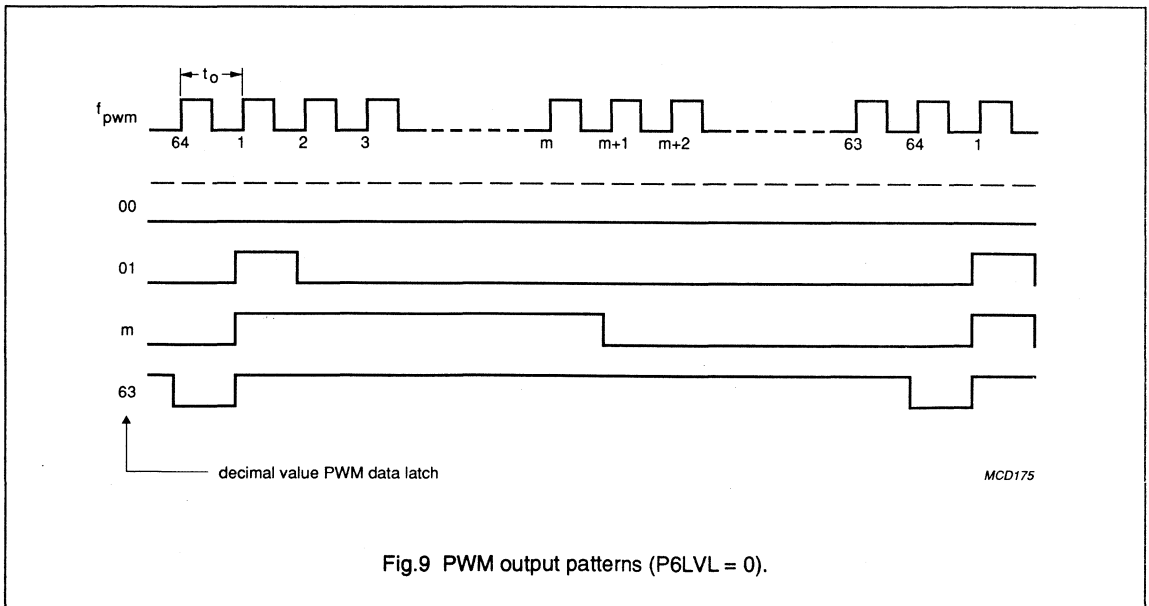 t₀
f pwm
64 1 2 3 m m+1 m+2 63 64 1
00
01
m
63
decimal value PWM data latch
MCD175
Fig.9 PWM output patterns (P6LVL = 0).